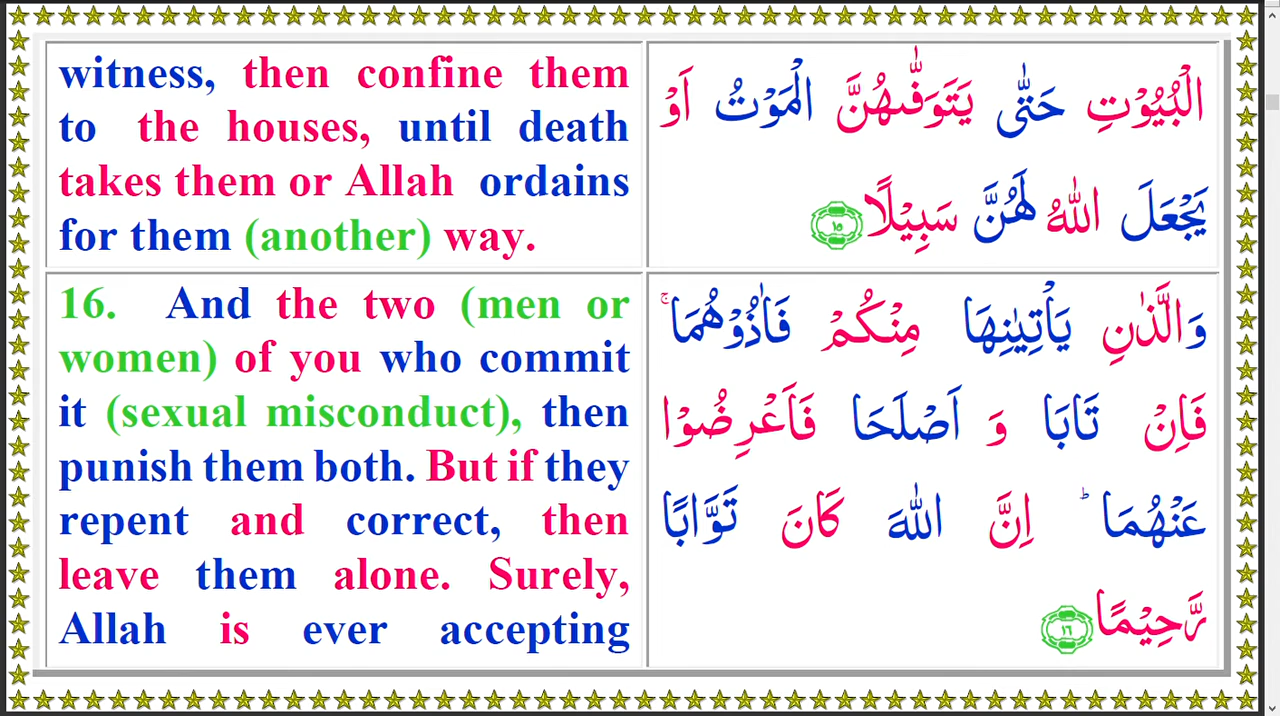 witness, then confine them
to the houses, until death
takes them or Allah ordains
for them (another) way.
الْبُيُوْتِ حَتّٰى يَتَوَفّٰىهُنَّ الْمَوْتُ اَوْ
يَجْعَلَ اللّٰهُ لَهُنَّ سَبِيْلًا ۝١٥
16. And the two (men or
women) of you who commit
it (sexual misconduct), then
punish them both. But if they
repent and correct, then
leave them alone. Surely,
Allah is ever accepting
وَالَّذٰنِ يَاْتِيٰنِهَا مِنْكُمْ فَاٰذُوْهُمَا ۚ
فَاِنْ تَابَا وَ اَصْلَحَا فَاَعْرِضُوْا
عَنْهُمَا ؕ اِنَّ اللّٰهَ كَانَ تَوَّابًا
رَّحِيْمًا ۝١٦